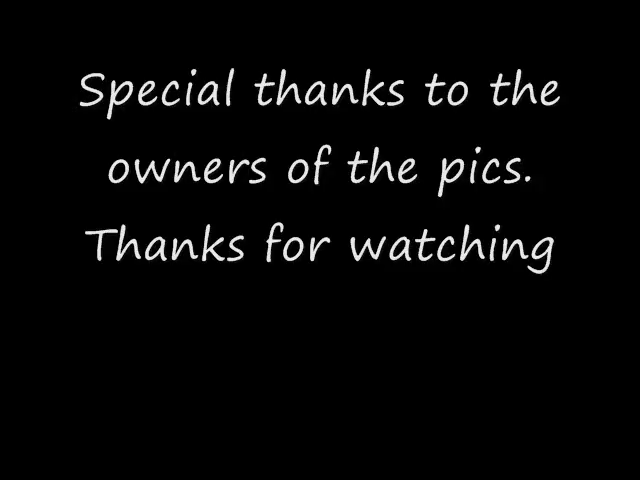 Special thanks to the
owners of the pics.
Thanks for watching